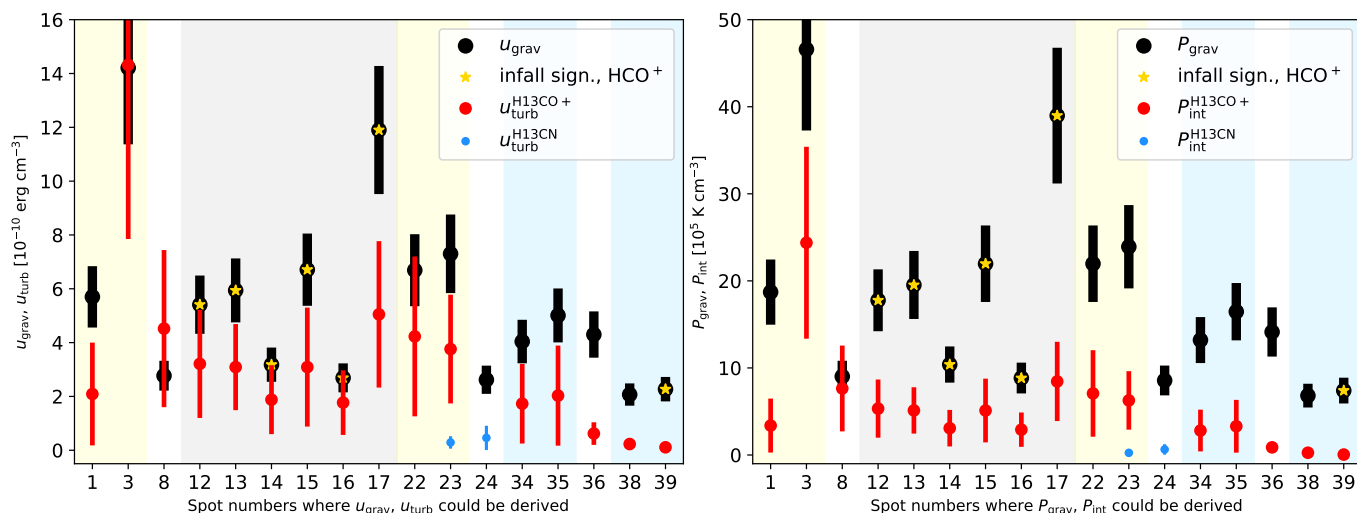 16
14
12
10
8
6
4
2
0
u_grav, u_turb [10⁻¹⁰ erg cm⁻³]
u_grav
infall sign., HCO⁺
u_turb^H13CO+
u_turb^H13CN
1 3 8 12 13 14 15 16 17 22 23 24 34 35 36 38 39
Spot numbers where u_grav, u_turb could be derived
50
40
30
20
10
0
P_grav, P_int [10⁵ K cm⁻³]
P_grav
infall sign., HCO⁺
P_int^H13CO+
P_int^H13CN
1 3 8 12 13 14 15 16 17 22 23 24 34 35 36 38 39
Spot numbers where P_grav, P_int could be derived